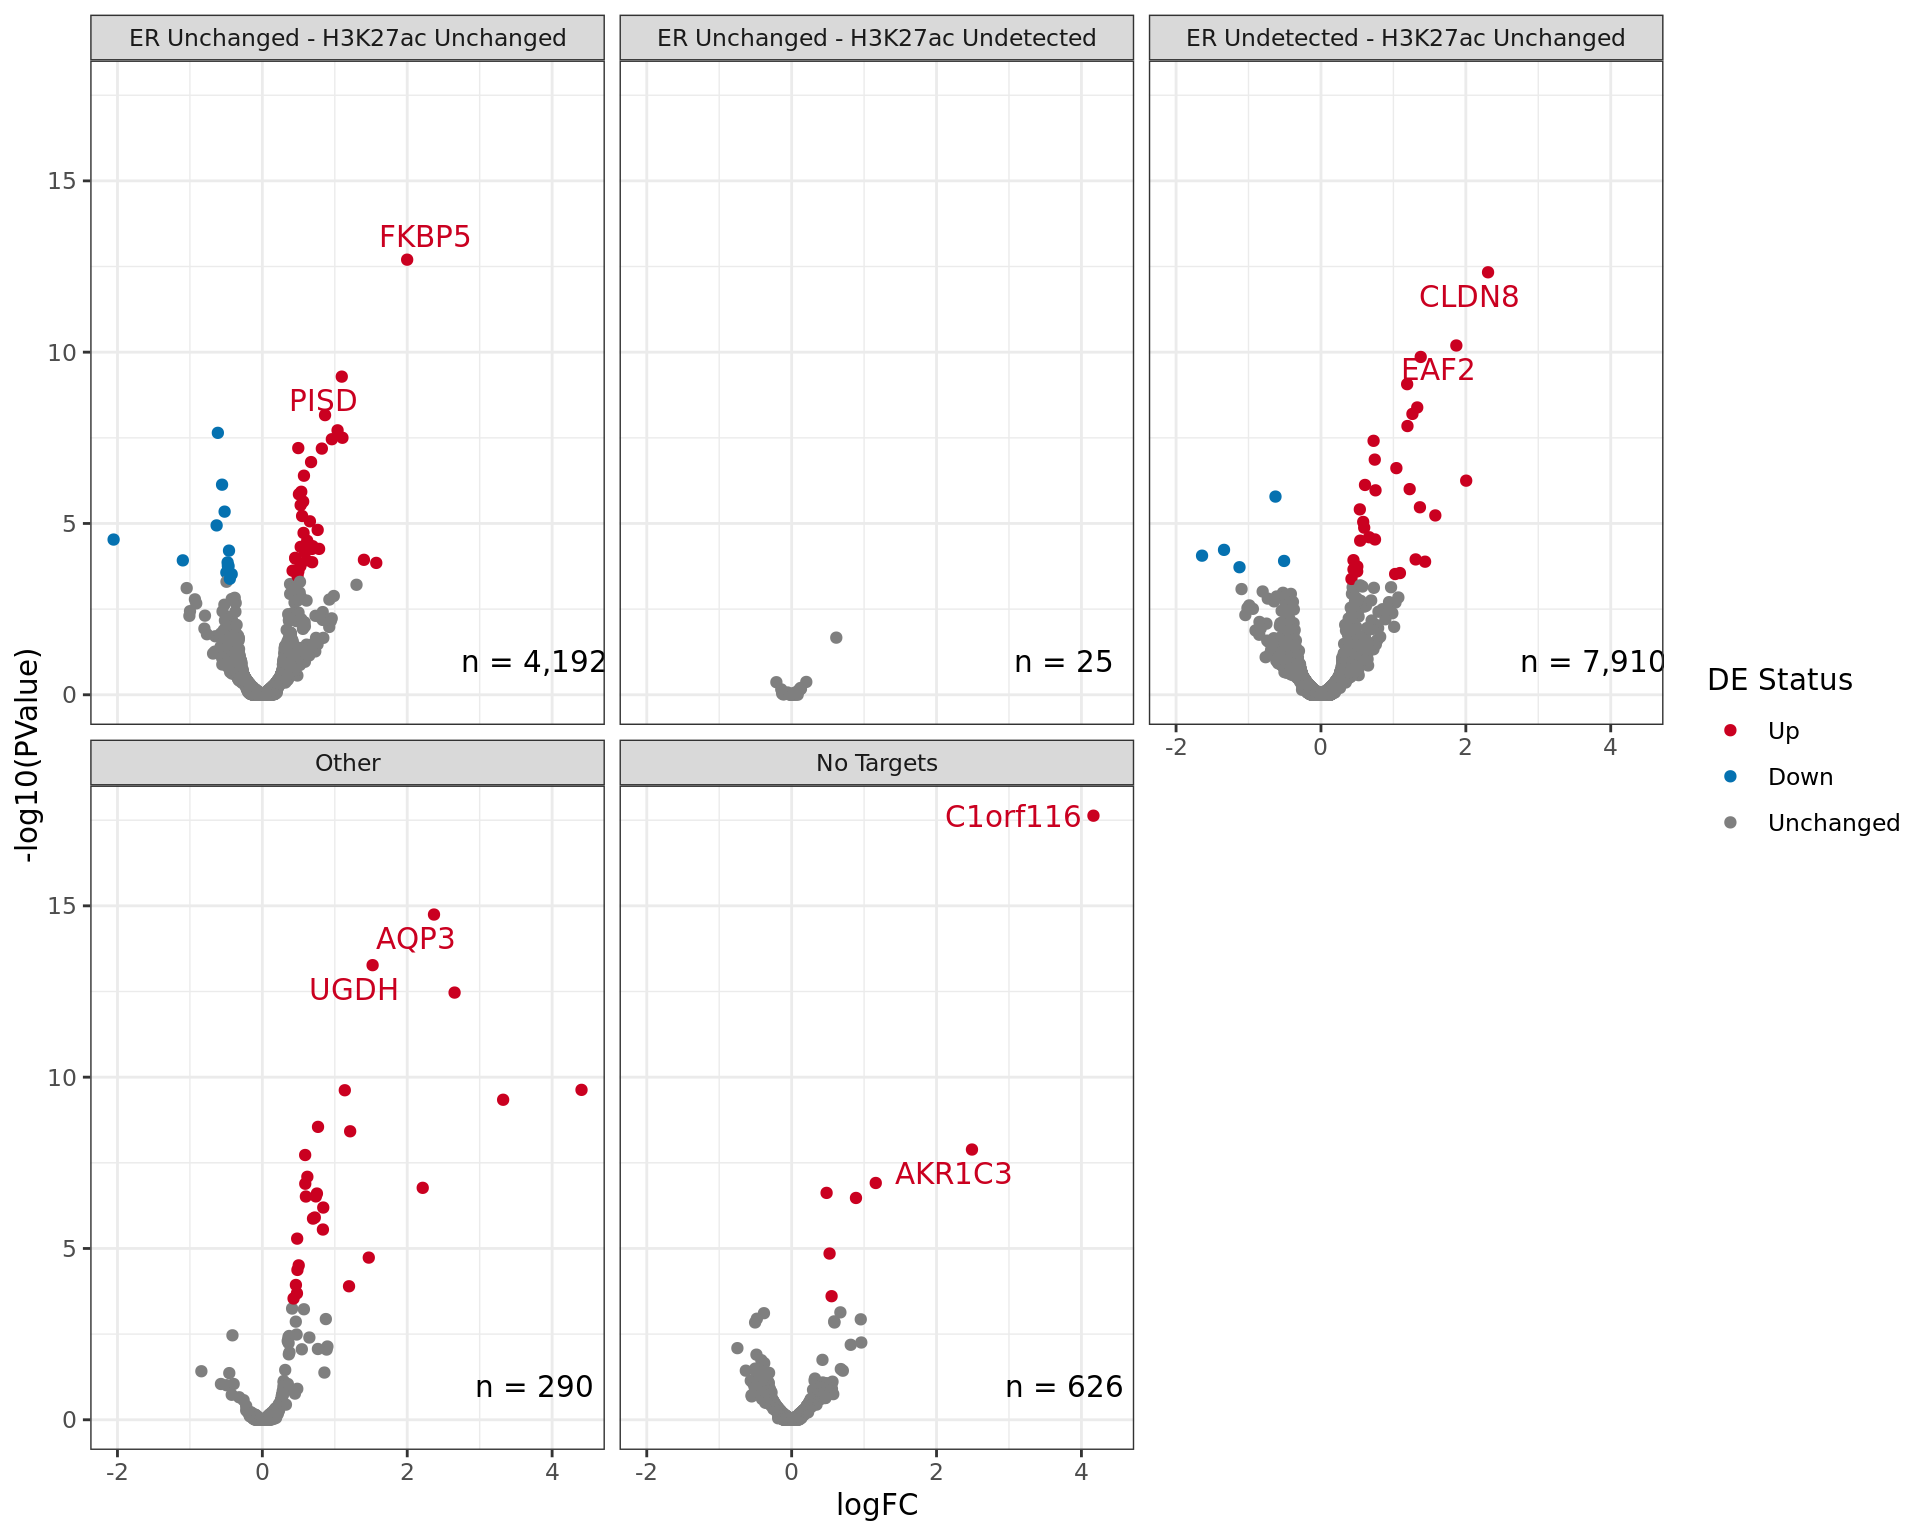 ER Unchanged - H3K27ac Unchanged
ER Unchanged - H3K27ac Undetected
ER Undetected - H3K27ac Unchanged
15
10
5
0
FKBP5
PISD
n = 4,192
n = 25
CLDN8
EAF2
n = 7,910
-2 0 2 4
Other
No Targets
15
10
5
0
AQP3
UGDH
n = 290
C1orf116
AKR1C3
n = 626
-2 0 2 4
-2 0 2 4
logFC
-log10(PValue)
DE Status
Up
Down
Unchanged